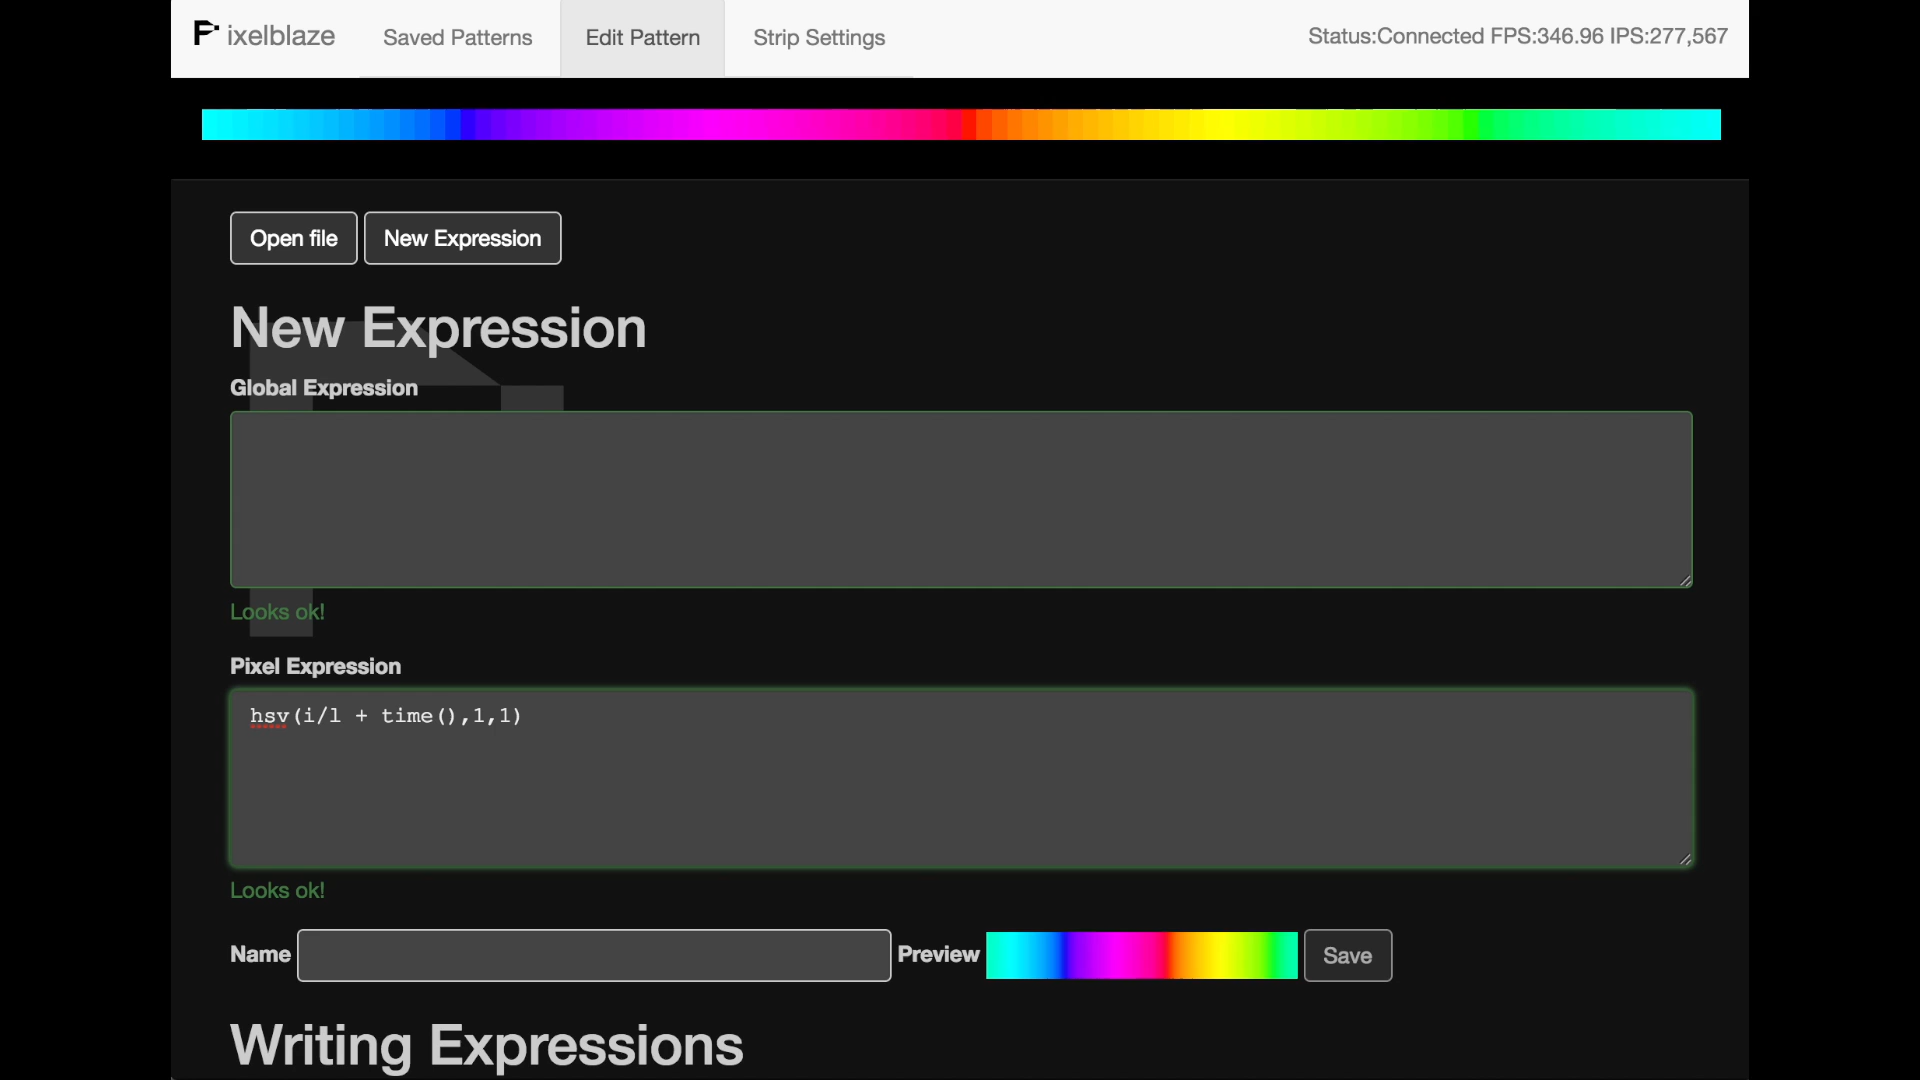 Pixelblaze Saved Patterns Edit Pattern Strip Settings Status:Connected FPS:346.96 IPS:277,567
Open file New Expression
New Expression
Global Expression
Looks ok!
Pixel Expression
hsv(i/l + time(),1,1)
Looks ok!
Name Preview Save
Writing Expressions